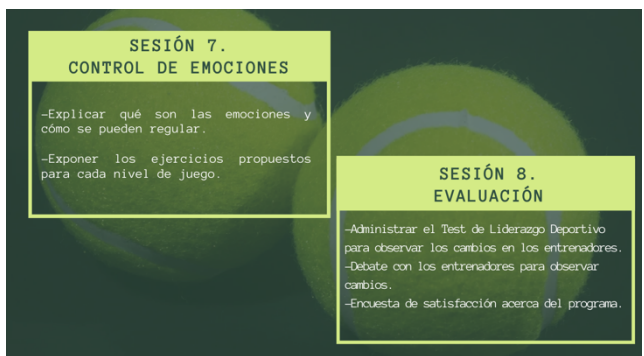 SESIÓN 7.
CONTROL DE EMOCIONES
-Explicar qué son las emociones y
cómo se pueden regular.
-Exponer los ejercicios propuestos
para cada nivel de juego.
SESIÓN 8.
EVALUACIÓN
-Administrar el Test de Liderazgo Deportivo
para observar los cambios en los entrenadores.
-Debate con los entrenadores para observar
cambios.
-Encuesta de satisfacción acerca del programa.